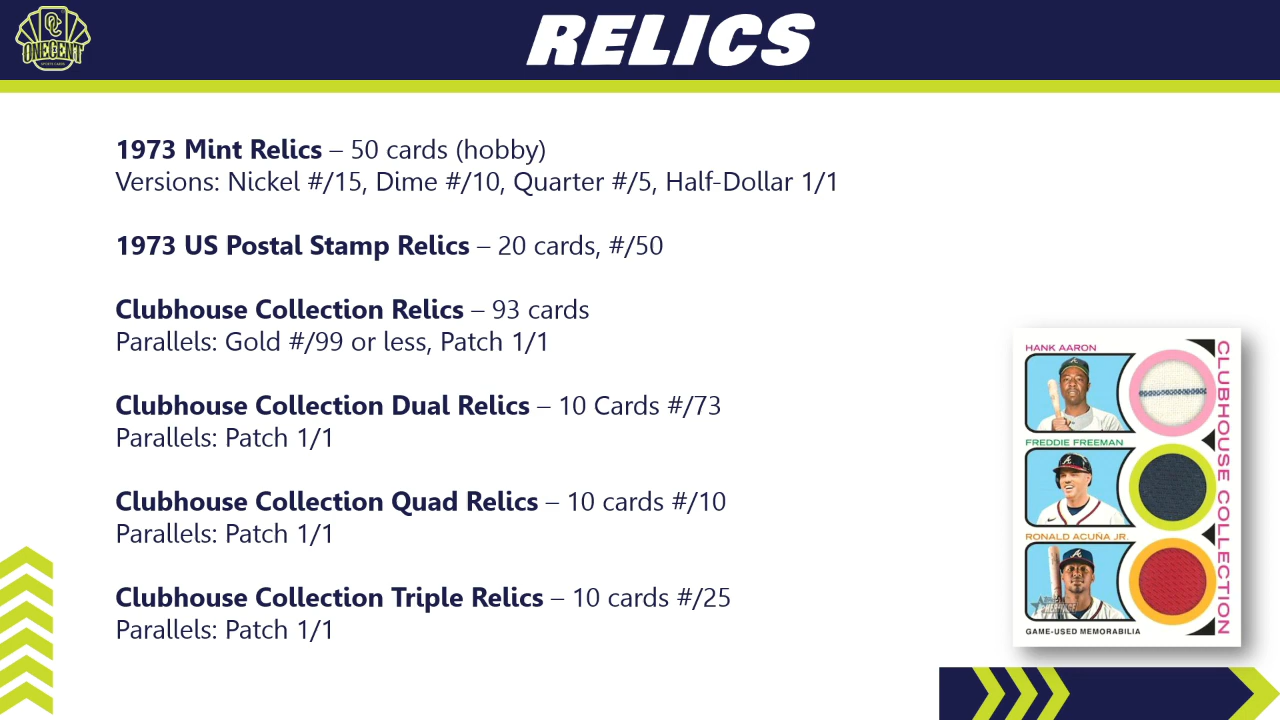 OC
ONECENT
SPORTS CARDS
RELICS
1973 Mint Relics – 50 cards (hobby)
Versions: Nickel #/15, Dime #/10, Quarter #/5, Half-Dollar 1/1
1973 US Postal Stamp Relics – 20 cards, #/50
Clubhouse Collection Relics – 93 cards
Parallels: Gold #/99 or less, Patch 1/1
Clubhouse Collection Dual Relics – 10 Cards #/73
Parallels: Patch 1/1
Clubhouse Collection Quad Relics – 10 cards #/10
Parallels: Patch 1/1
Clubhouse Collection Triple Relics – 10 cards #/25
Parallels: Patch 1/1
HANK AARON
FREDDIE FREEMAN
RONALD ACUÑA JR.
HERITAGE
GAME-USED MEMORABILIA
CLUBHOUSE COLLECTION